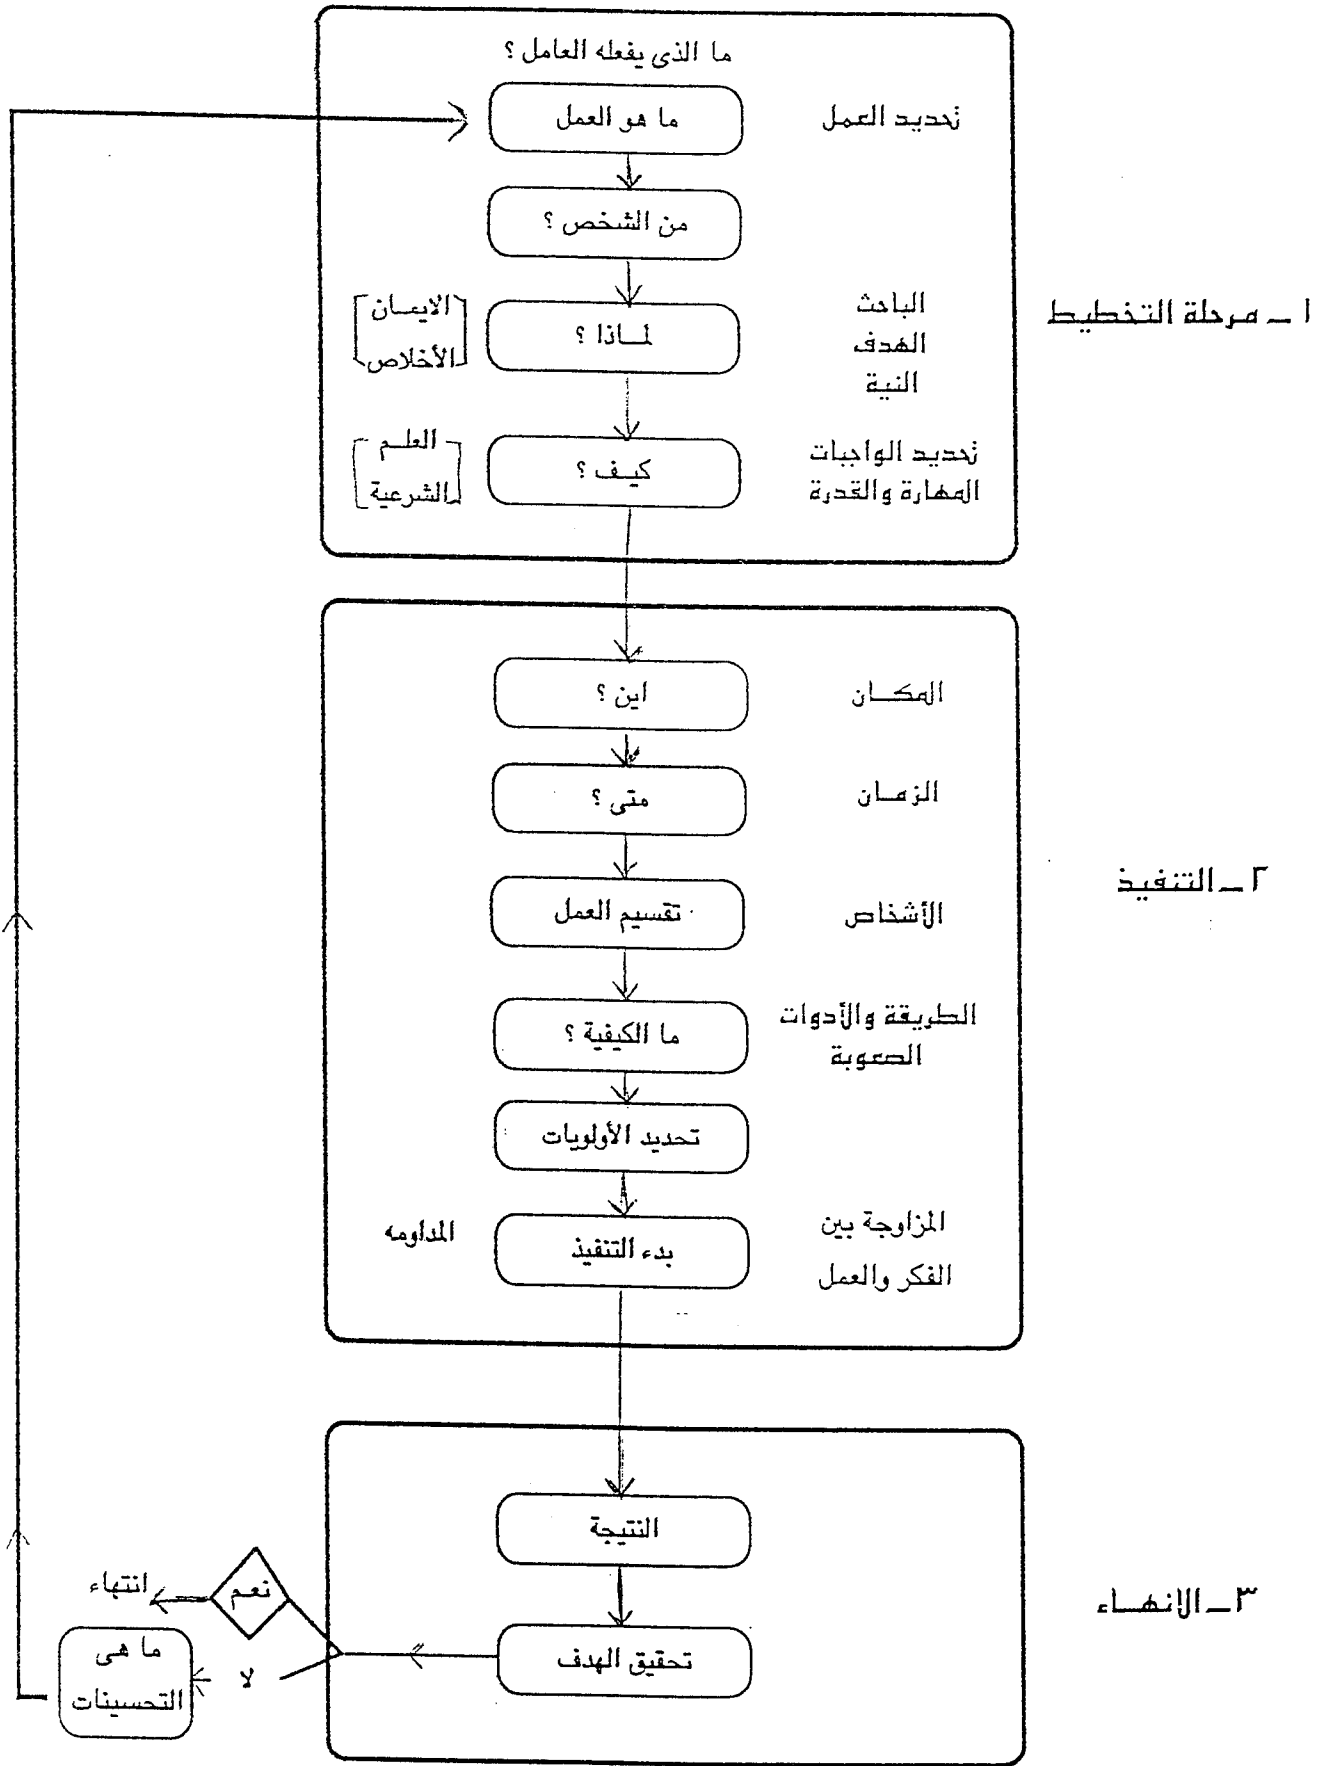 ما الذى يفعله العامل ؟
تحديد العمل
ما هو العمل
من الشخص ؟
١ ـ مرحلة التخطيط
الباحث
الهدف
النية
لماذا ؟
الايمان
الأخلاص
تحديد الواجبات
المهارة والقدرة
كيف ؟
العلم
الشرعية
المكان
اين ؟
الزمان
متى ؟
٢ ـ التنفيذ
الأشخاص
تقسيم العمل
الطريقة والأدوات
الصعوبة
ما الكيفية ؟
تحديد الأولويات
المزاوجة بين
الفكر والعمل
بدء التنفيذ
المداومه
النتيجة
٣ ـ الانهاء
تحقيق الهدف
نعم
انتهاء
لا
ما هى
التحسينات